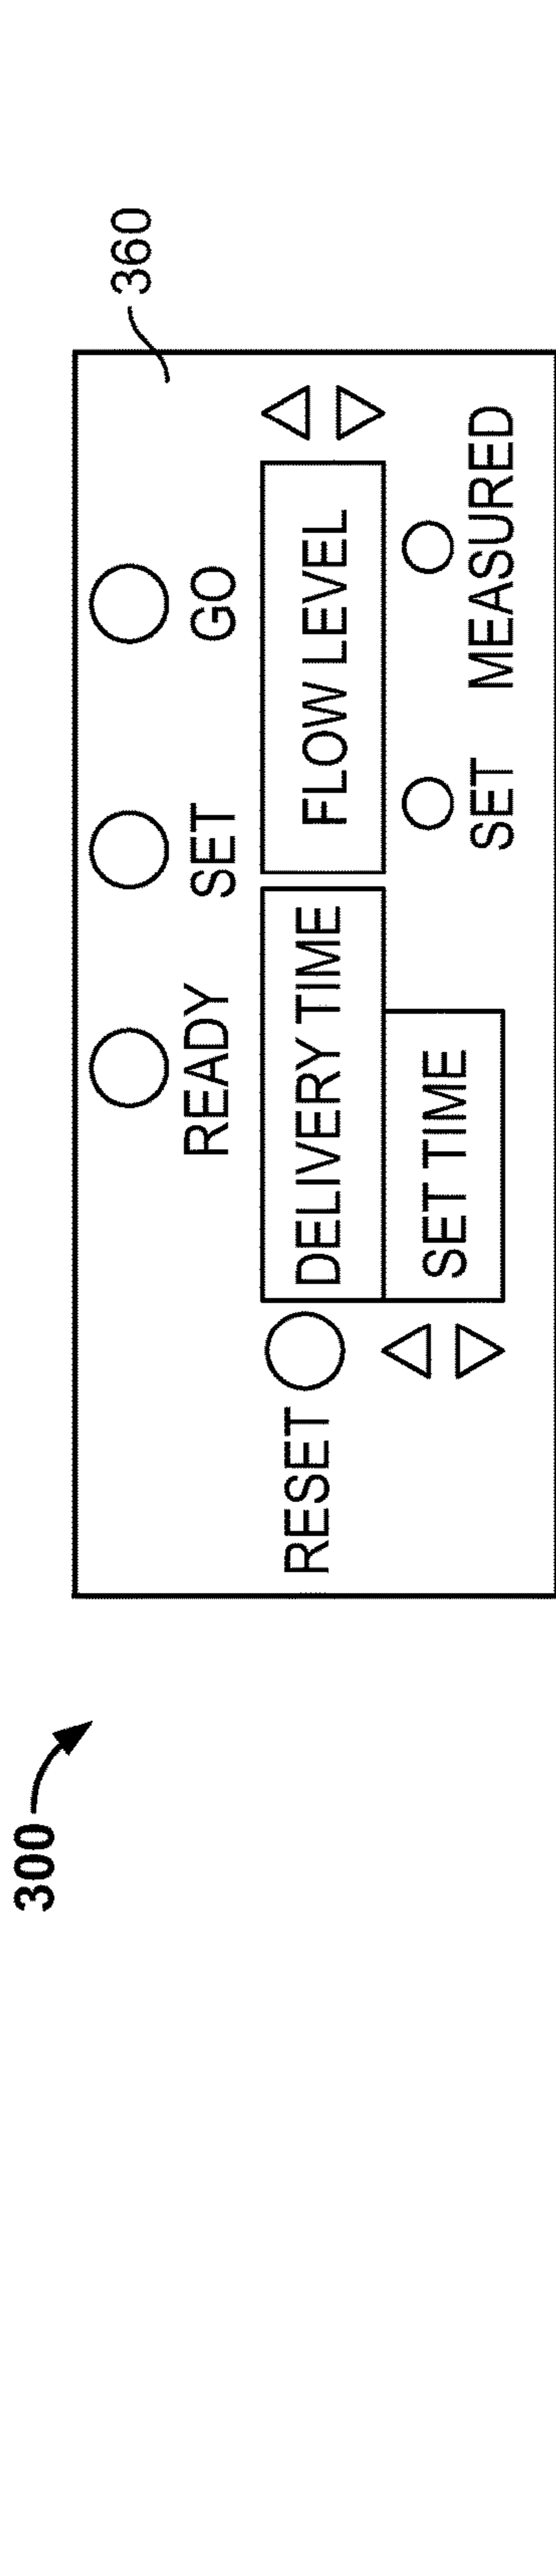 300
360
READY SET GO
RESET DELIVERY TIME FLOW LEVEL
SET TIME
SET MEASURED